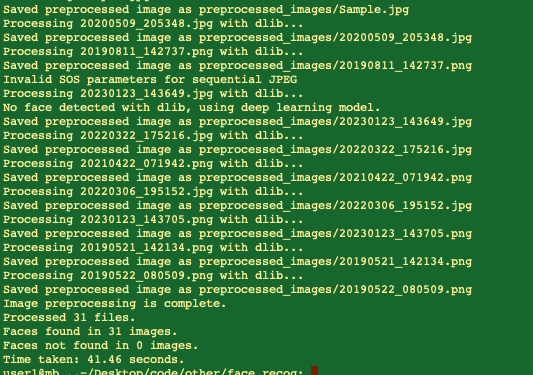 Saved preprocessed image as preprocessed_images/Sample.jpg
Processing 20200509_205348.jpg with dlib...
Saved preprocessed image as preprocessed_images/20200509_205348.jpg
Processing 20190811_142737.png with dlib...
Saved preprocessed image as preprocessed_images/20190811_142737.png
Invalid SOS parameters for sequential JPEG
Processing 20230123_143649.jpg with dlib...
No face detected with dlib, using deep learning model.
Saved preprocessed image as preprocessed_images/20230123_143649.jpg
Processing 20220322_175216.jpg with dlib...
Saved preprocessed image as preprocessed_images/20220322_175216.jpg
Processing 20210422_071942.png with dlib...
Saved preprocessed image as preprocessed_images/20210422_071942.png
Processing 20220306_195152.jpg with dlib...
Saved preprocessed image as preprocessed_images/20220306_195152.jpg
Processing 20230123_143705.png with dlib...
Saved preprocessed image as preprocessed_images/20230123_143705.png
Processing 20190521_142134.png with dlib...
Saved preprocessed image as preprocessed_images/20190521_142134.png
Processing 20190522_080509.png with dlib...
Saved preprocessed image as preprocessed_images/20190522_080509.png
Image preprocessing is complete.
Processed 31 files.
Faces found in 31 images.
Faces not found in 0 images.
Time taken: 41.46 seconds.
user1@mb ..~/Desktop/code/other/face_recog: